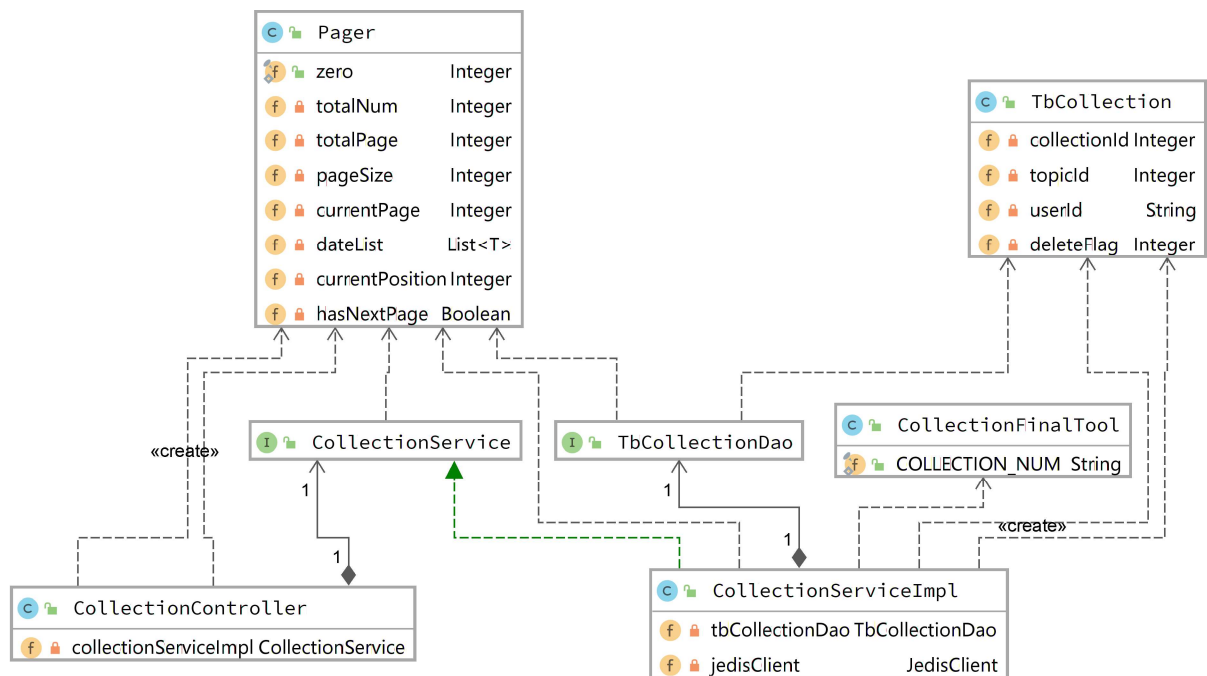 Pager
zero Integer
totalNum Integer
totalPage Integer
pageSize Integer
currentPage Integer
dateList List<T>
currentPosition Integer
hasNextPage Boolean
TbCollection
collectionId Integer
topicId Integer
userId String
deleteFlag Integer
CollectionService
TbCollectionDao
CollectionFinalTool
COLLECTION_NUM String
«create»
1
1
1
1
«create»
CollectionController
collectionServiceImpl CollectionService
CollectionServiceImpl
tbCollectionDao TbCollectionDao
jedisClient JedisClient